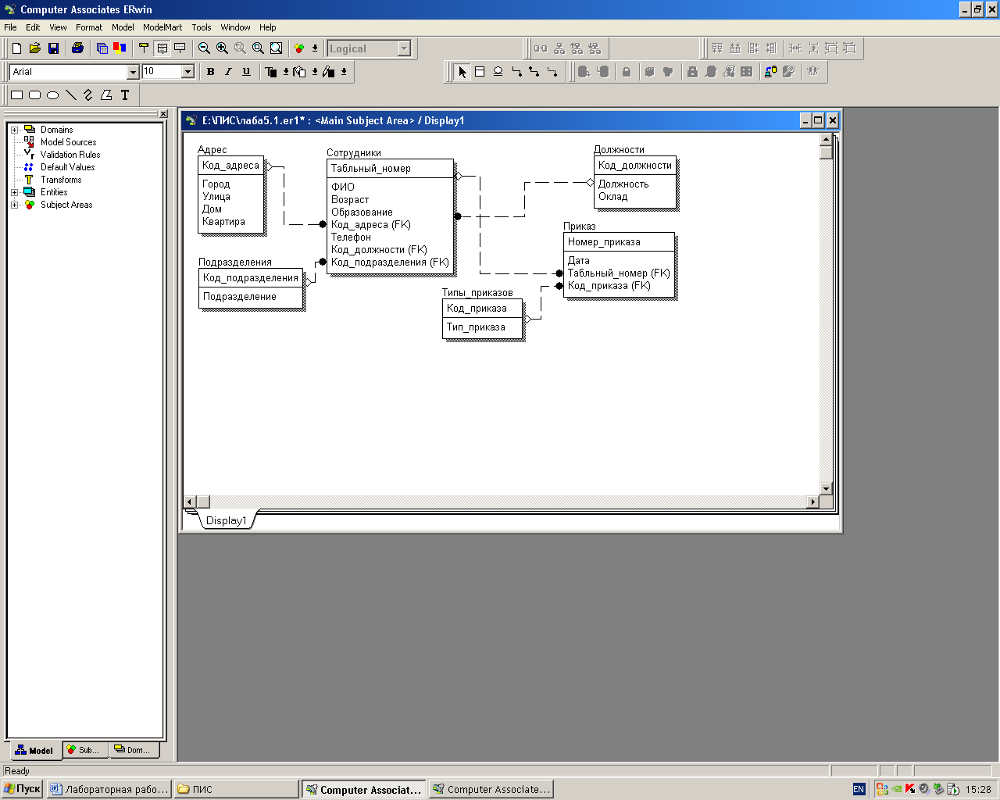 Computer Associates ERwin
File Edit View Format Model ModelMart Tools Window Help
Logical
Arial 10 B I U
T
Domains
Model Sources
Validation Rules
Default Values
Transforms
Entities
Subject Areas
Model Sub... Dom...
E:\ПИС\лаба5.1.er1* : <Main Subject Area> / Display1
Адрес
Код_адреса
Город
Улица
Дом
Квартира
Сотрудники
Табльный_номер
ФИО
Возраст
Образование
Код_адреса (FK)
Телефон
Код_должности (FK)
Код_подразделения (FK)
Должности
Код_должности
Должность
Оклад
Приказ
Номер_приказа
Дата
Табльный_номер (FK)
Код_приказа (FK)
Подразделения
Код_подразделения
Подразделение
Типы_приказов
Код_приказа
Тип_приказа
Display1
Ready
Пуск
Лабораторная рабо...
ПИС
Computer Associat...
Computer Associate...
EN
15:28